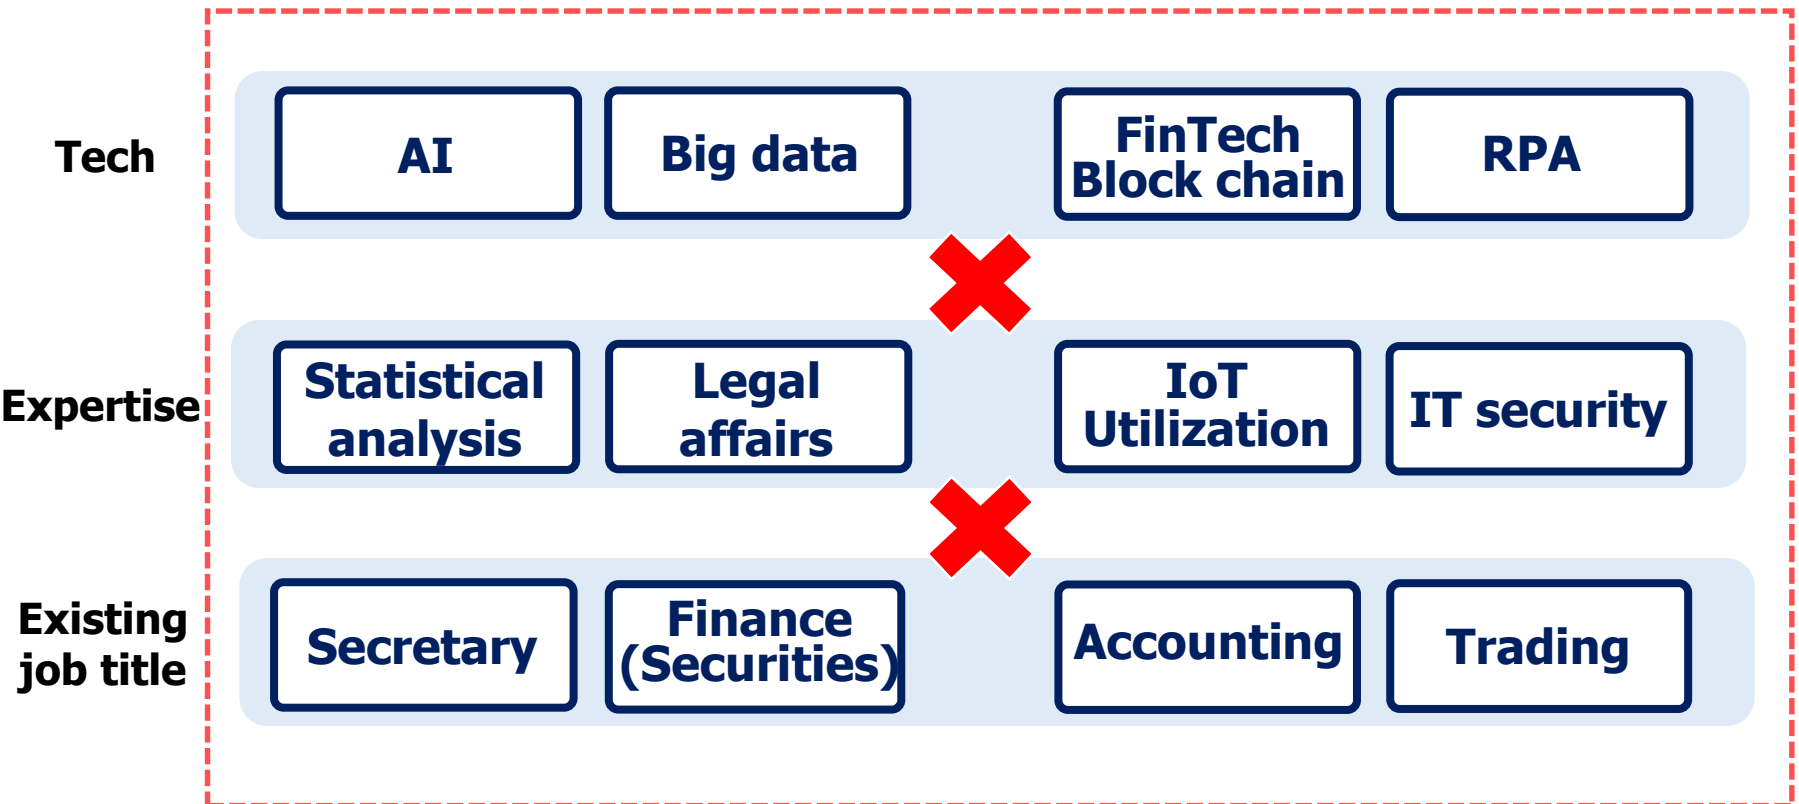 Tech
AI
Big data
FinTech
Block chain
RPA
Expertise
Statistical
analysis
Legal
affairs
IoT
Utilization
IT security
Existing
job title
Secretary
Finance
(Securities)
Accounting
Trading